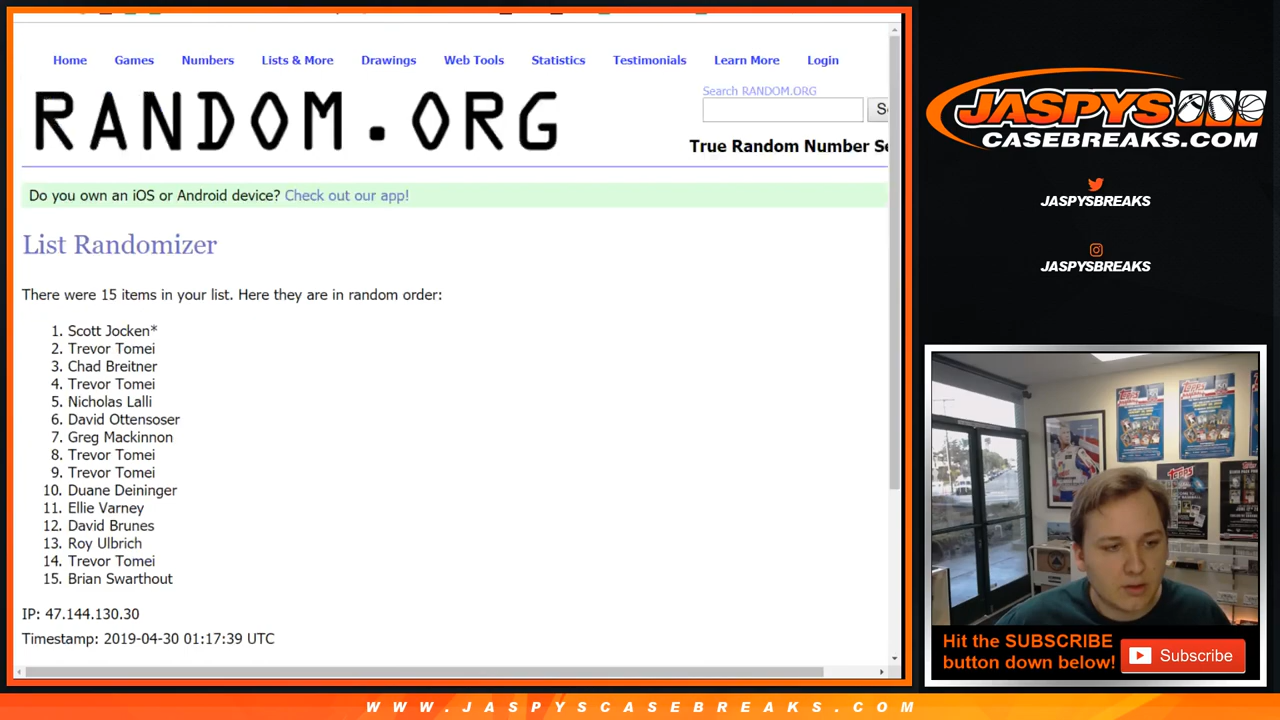 Home Games Numbers Lists & More Drawings Web Tools Statistics Testimonials Learn More Login
RANDOM.ORG
Search RANDOM.ORG
True Random Number Se
Do you own an iOS or Android device? Check out our app!
List Randomizer
There were 15 items in your list. Here they are in random order:
1. Scott Jocken*
2. Trevor Tomei
3. Chad Breitner
4. Trevor Tomei
5. Nicholas Lalli
6. David Ottensoser
7. Greg Mackinnon
8. Trevor Tomei
9. Trevor Tomei
10. Duane Deininger
11. Ellie Varney
12. David Brunes
13. Roy Ulbrich
14. Trevor Tomei
15. Brian Swarthout
IP: 47.144.130.30
Timestamp: 2019-04-30 01:17:39 UTC
JASPYS
CASEBREAKS.COM
JASPYSBREAKS
JASPYSBREAKS
Topps
Topps
Topps
Hit the SUBSCRIBE
button down below!
Subscribe
WWW.JASPYSCASEBREAKS.COM